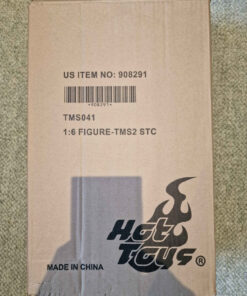 US ITEM NO: 908291
*908291*
TMS041
1:6 FIGURE-TMS2 STC
Hot
Toys®
MADE IN CHINA